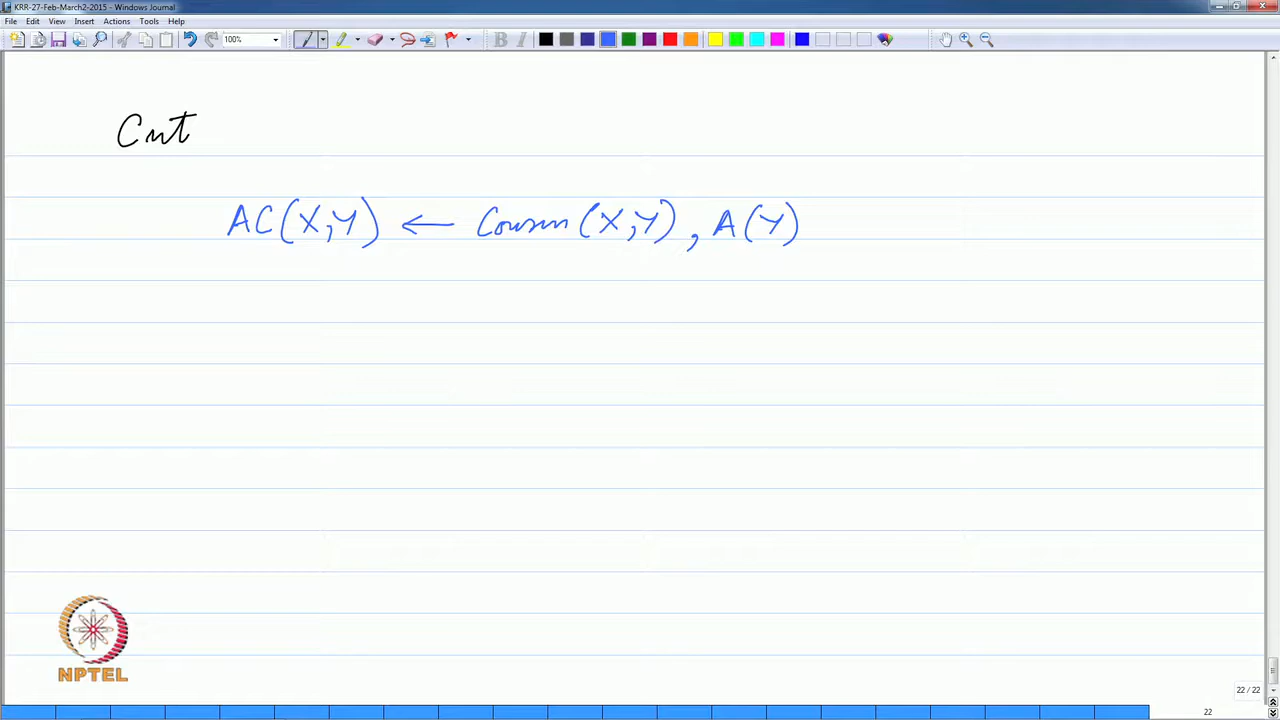 KRR-27-Feb-March2-2015 - Windows Journal
File Edit View Insert Actions Tools Help
100%
Cut
AC(X,Y) ← Cousin(X,Y), A(Y)
NPTEL
22 / 22
22